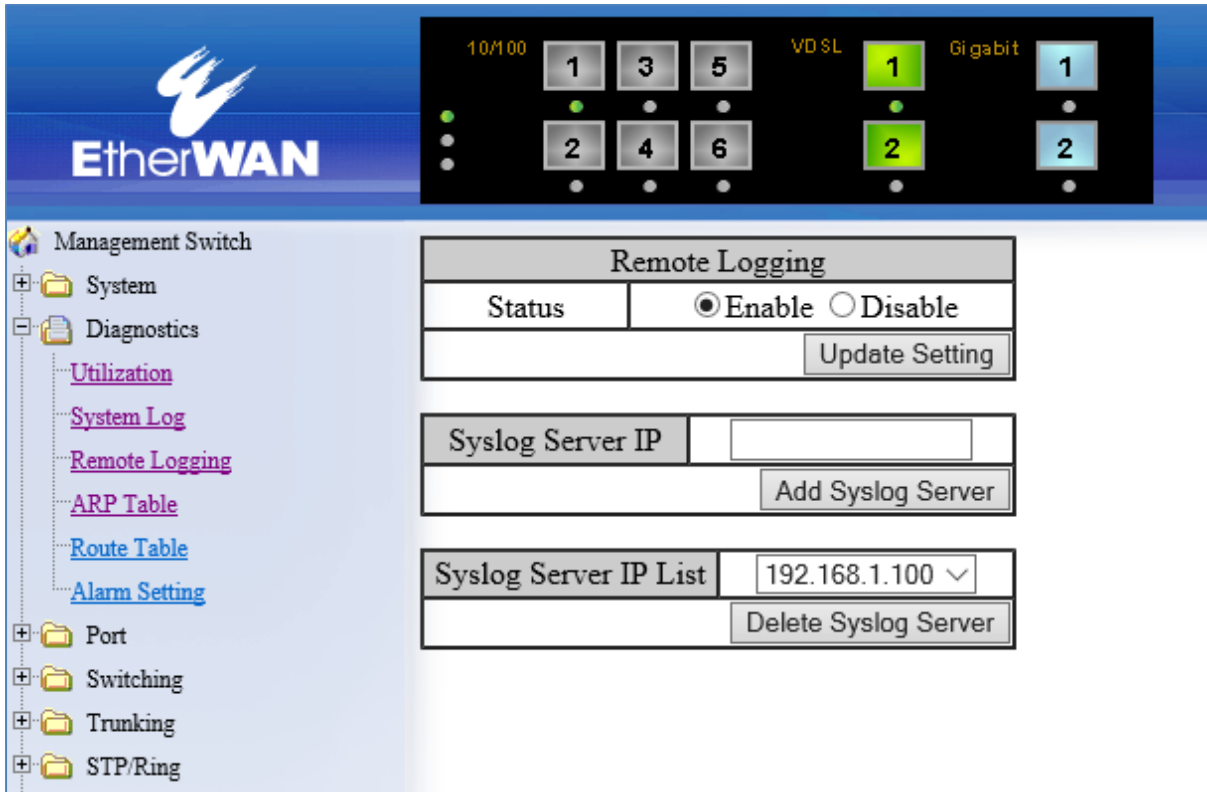 10/100 1 3 5 VDSL 1 Gigabit 1
2 4 6 2 2
EtherWAN
Management Switch
System
Diagnostics
Utilization
System Log
Remote Logging
ARP Table
Route Table
Alarm Setting
Port
Switching
Trunking
STP/Ring
Remote Logging
Status Enable Disable
Update Setting
Syslog Server IP
Add Syslog Server
Syslog Server IP List 192.168.1.100
Delete Syslog Server